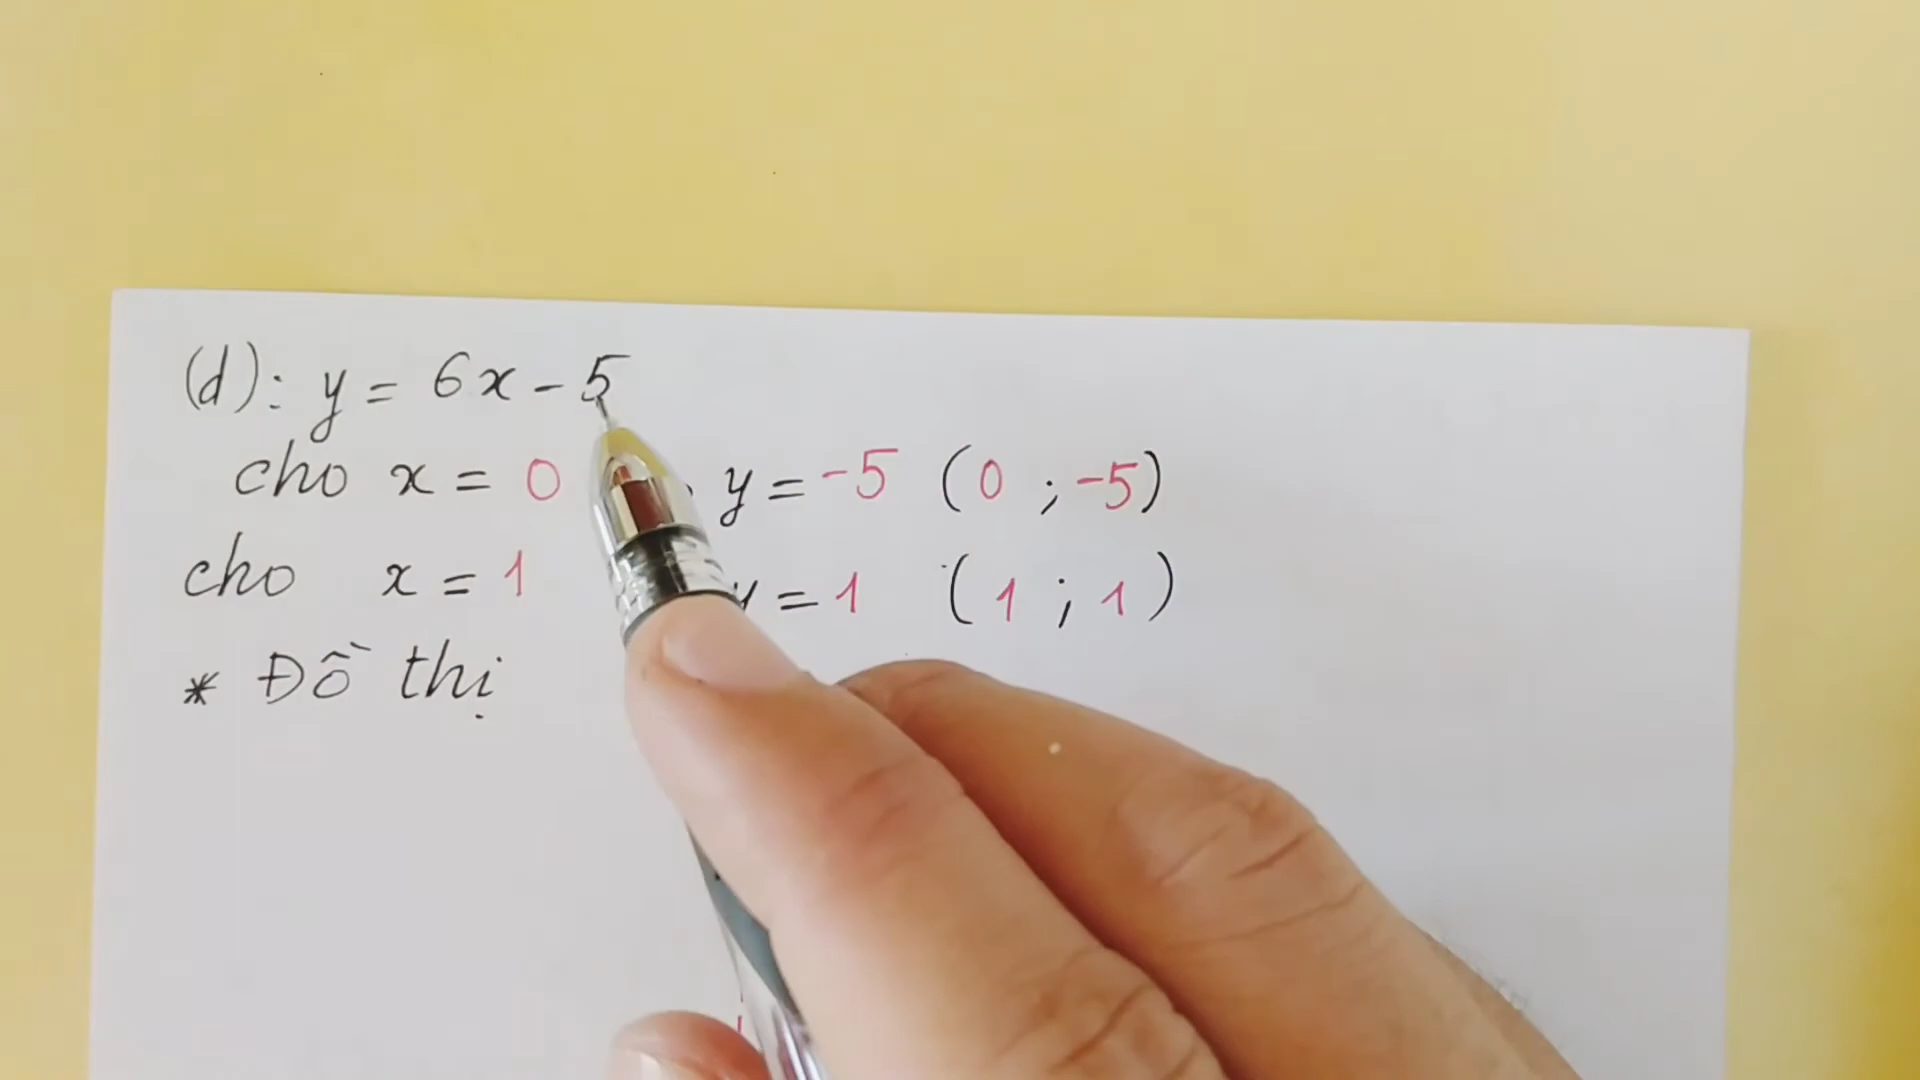 (d): y = 6x - 5
cho x = 0 y = -5 (0 ; -5)
cho x = 1 y = 1 (1 ; 1)
* Đồ thị